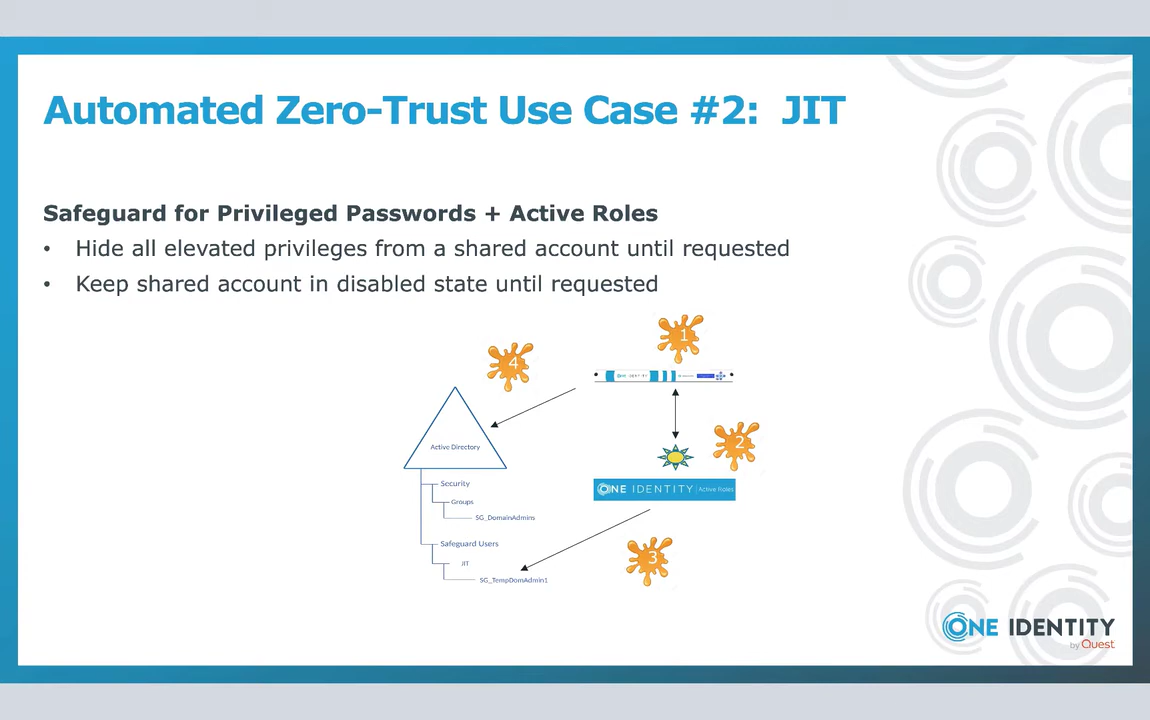 Automated Zero-Trust Use Case #2: JIT
Safeguard for Privileged Passwords + Active Roles
• Hide all elevated privileges from a shared account until requested
• Keep shared account in disabled state until requested
1
4
2
Active Directory
Security
Groups
SG_DomainAdmins
Safeguard Users
JIT
SG_TempDomAdmin1
ONE IDENTITY
ONE IDENTITY | Active Roles
3
ONE IDENTITY
by Quest